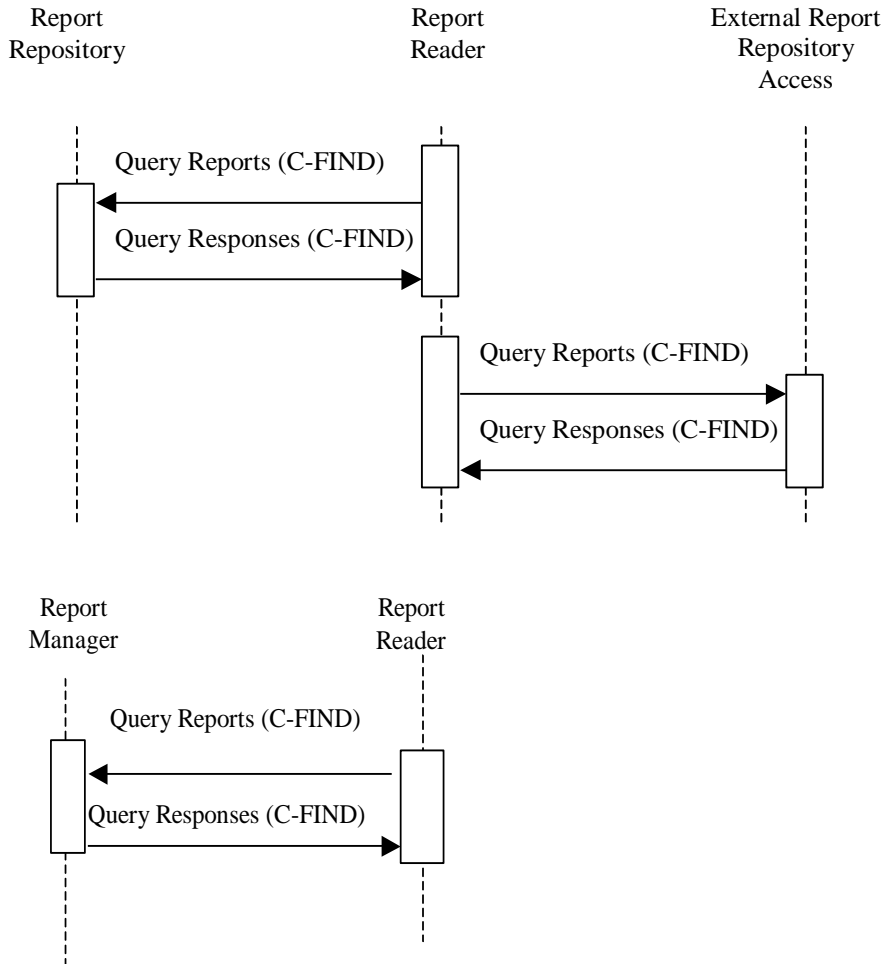 Report
Repository
Report
Reader
External Report
Repository
Access
Query Reports (C-FIND)
Query Responses (C-FIND)
Query Reports (C-FIND)
Query Responses (C-FIND)
Report
Manager
Report
Reader
Query Reports (C-FIND)
Query Responses (C-FIND)